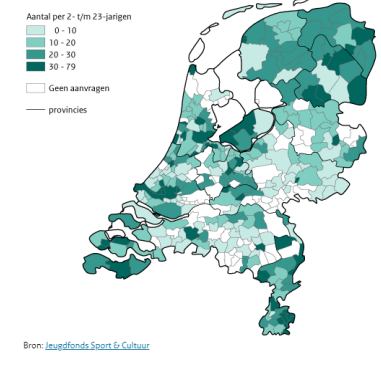 Aantal per 2- t/m 23-jarigen
0 - 10
10 - 20
20 - 30
30 - 79
Geen aanvragen
provincies
Bron: Jeugdfonds Sport & Cultuur